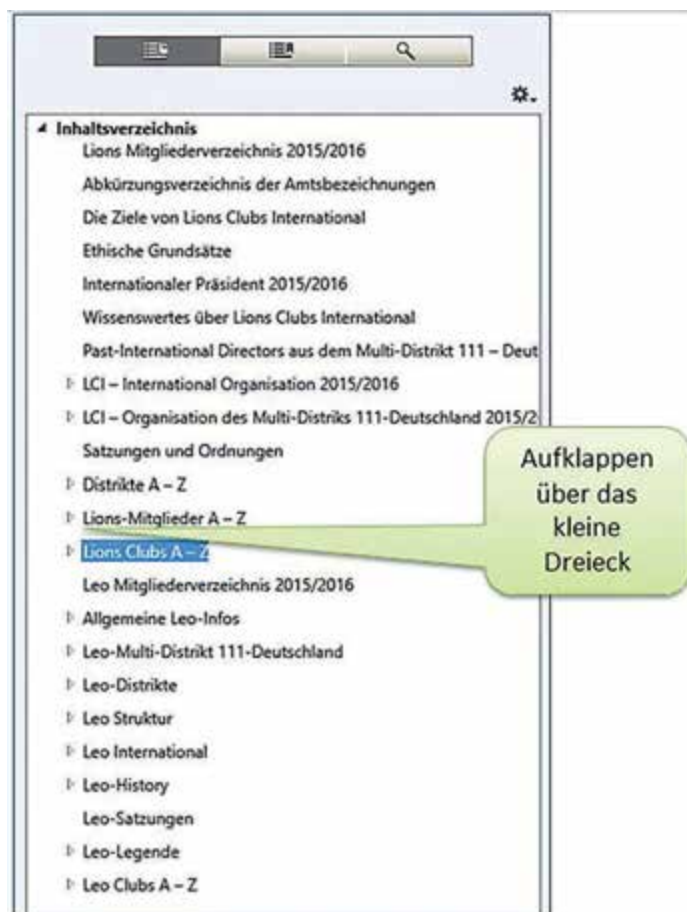 Inhaltsverzeichnis
Lions Mitgliederverzeichnis 2015/2016
Abkürzungsverzeichnis der Amtsbezeichnungen
Die Ziele von Lions Clubs International
Ethische Grundsätze
Internationaler Präsident 2015/2016
Wissenswertes über Lions Clubs International
Past-International Directors aus dem Multi-Distrikt 111 – Deut
LCI – International Organisation 2015/2016
LCI – Organisation des Multi-Distriks 111-Deutschland 2015/2
Satzungen und Ordnungen
Distrikte A – Z
Lions-Mitglieder A – Z
Lions Clubs A – Z
Leo Mitgliederverzeichnis 2015/2016
Allgemeine Leo-Infos
Leo-Multi-Distrikt 111-Deutschland
Leo-Distrikte
Leo Struktur
Leo International
Leo-History
Leo-Satzungen
Leo-Legende
Leo Clubs A – Z
Aufklappen
über das
kleine
Dreieck